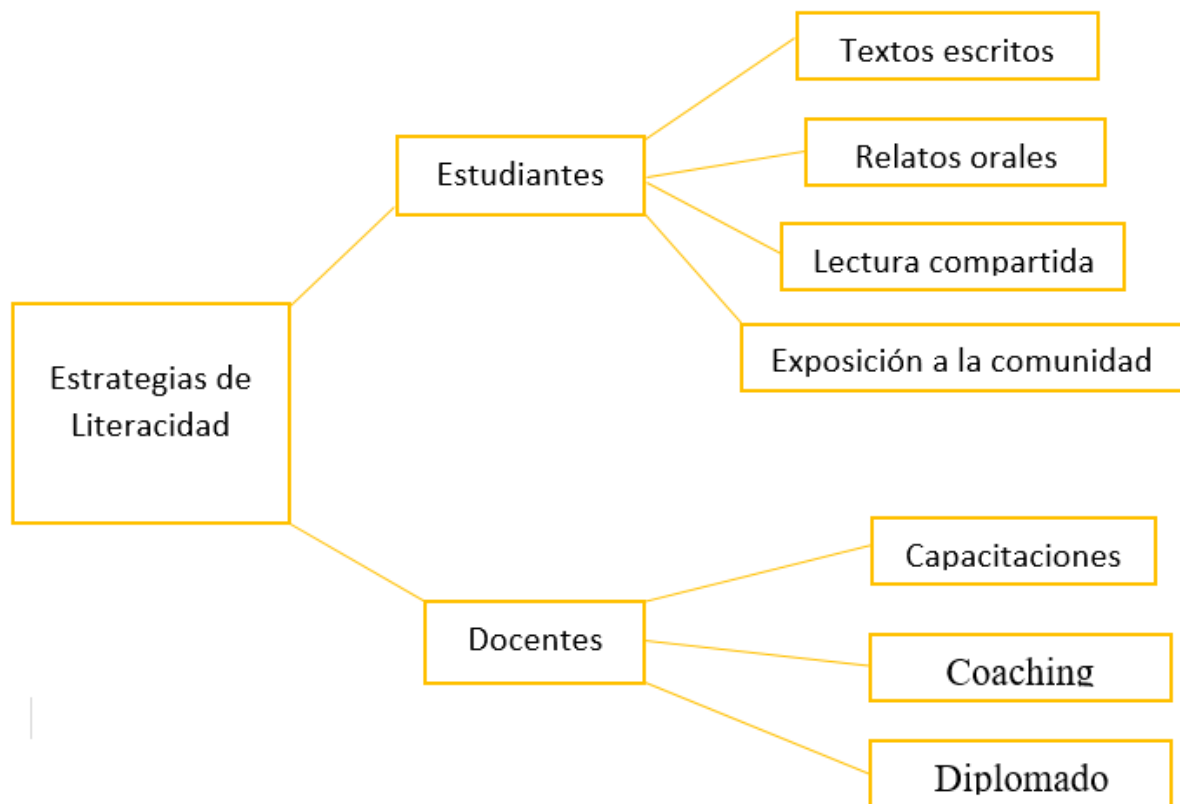 Textos escritos
Estudiantes
Relatos orales
Lectura compartida
Exposición a la comunidad
Estrategias de
Literacidad
Capacitaciones
Docentes
Coaching
Diplomado